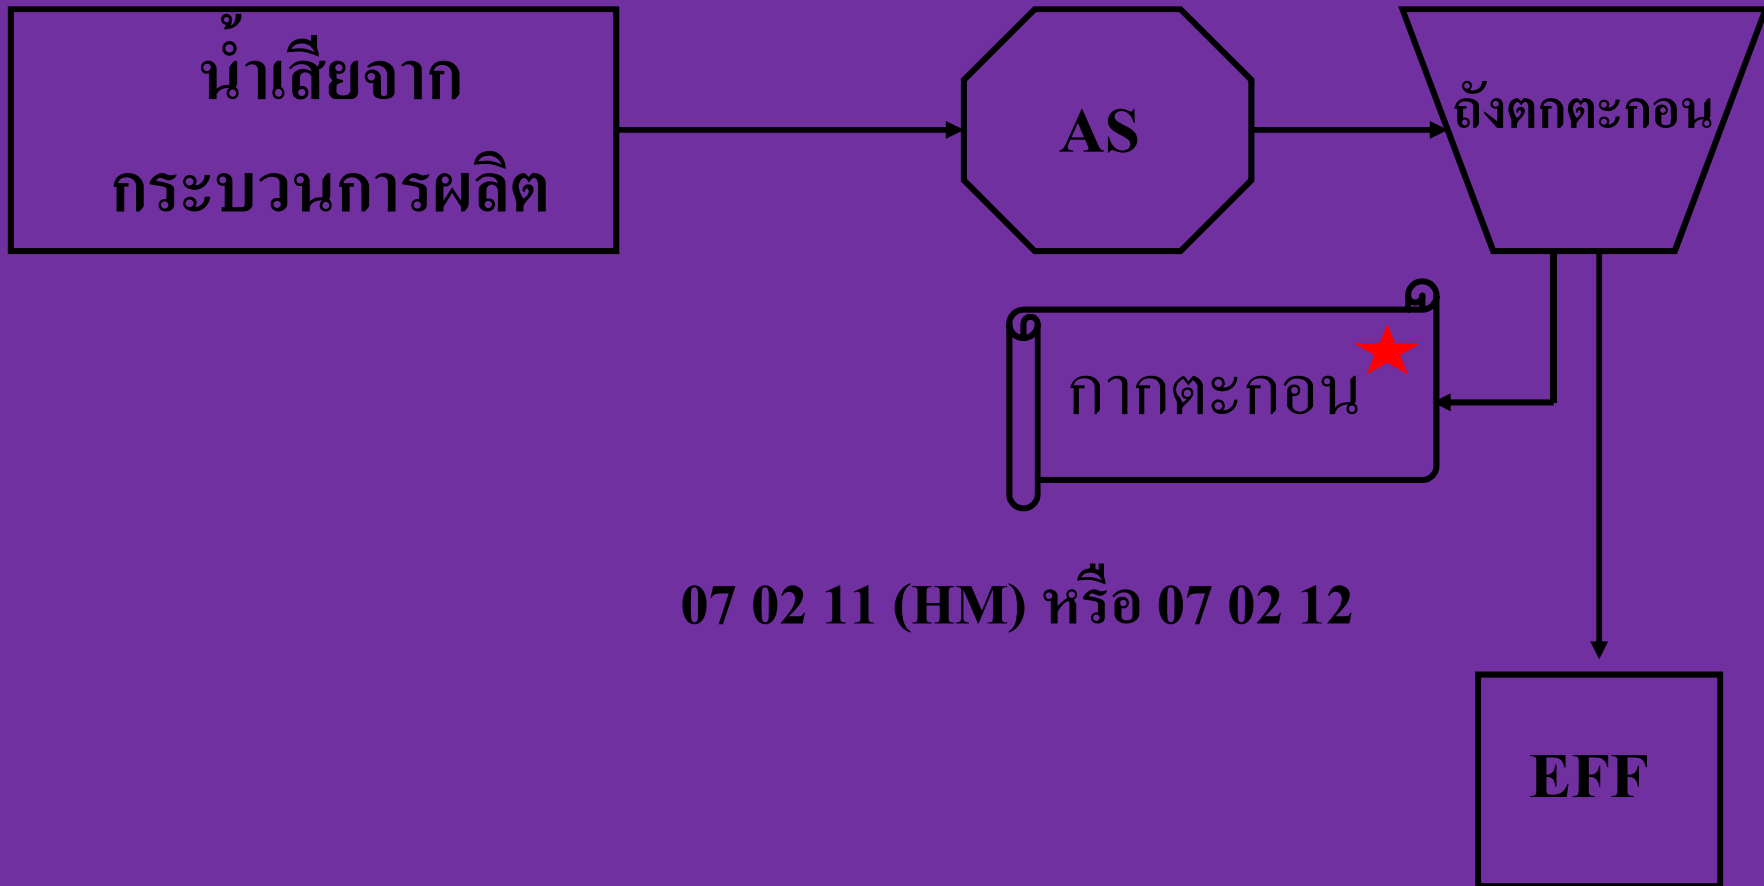 น้ำเสียจาก
กระบวนการผลิต
AS
ถังตกตะกอน
กากตะกอน
07 02 11 (HM) หรือ 07 02 12
EFF